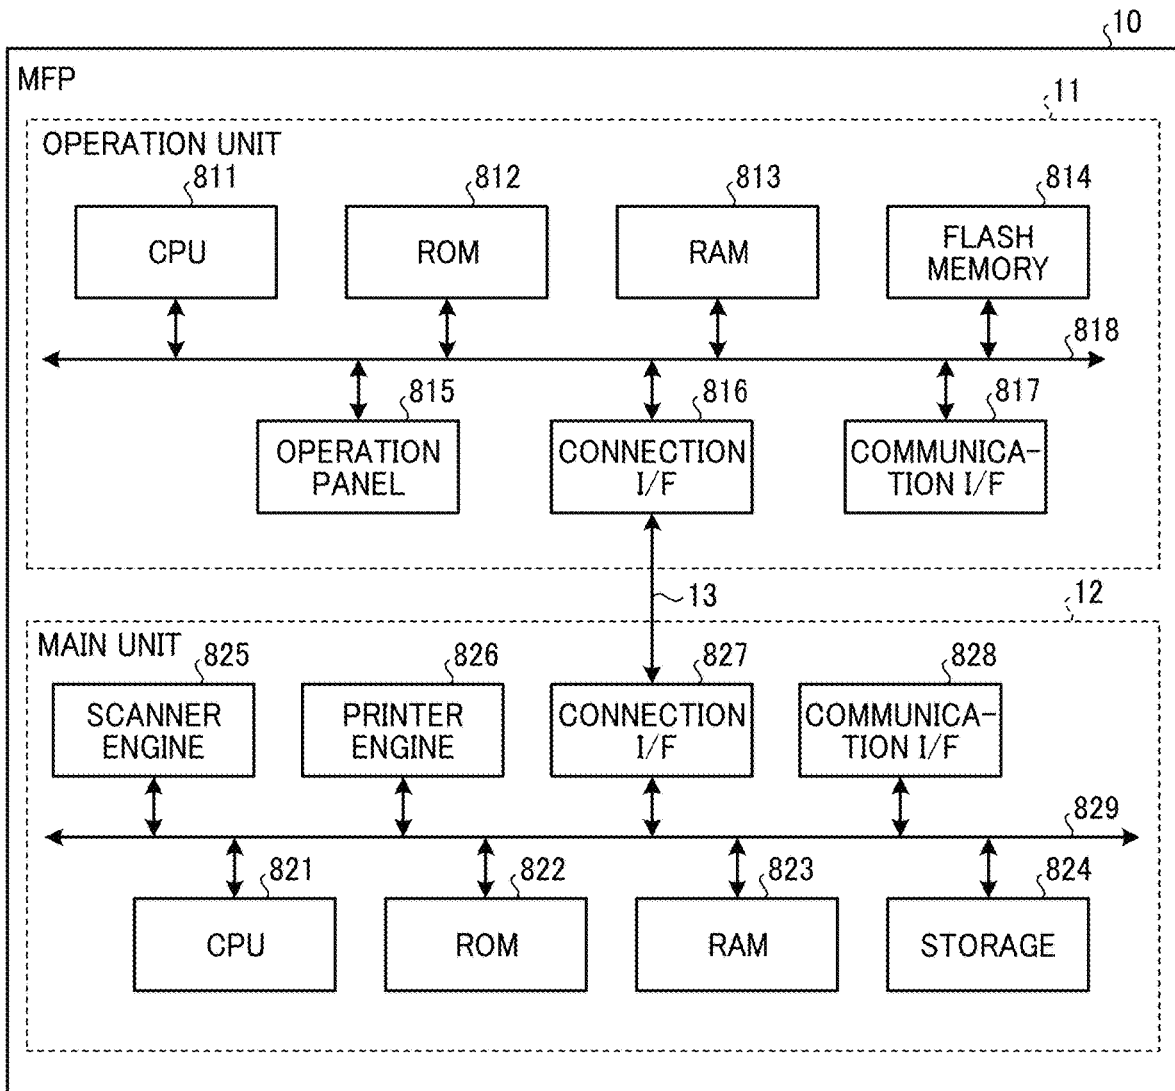 10
MFP
11
OPERATION UNIT
811
812
813
814
CPU
ROM
RAM
FLASH
MEMORY
818
815
816
817
OPERATION
PANEL
CONNECTION
I/F
COMMUNICA-
TION I/F
13
12
MAIN UNIT
825
826
827
828
SCANNER
ENGINE
PRINTER
ENGINE
CONNECTION
I/F
COMMUNICA-
TION I/F
829
821
822
823
824
CPU
ROM
RAM
STORAGE